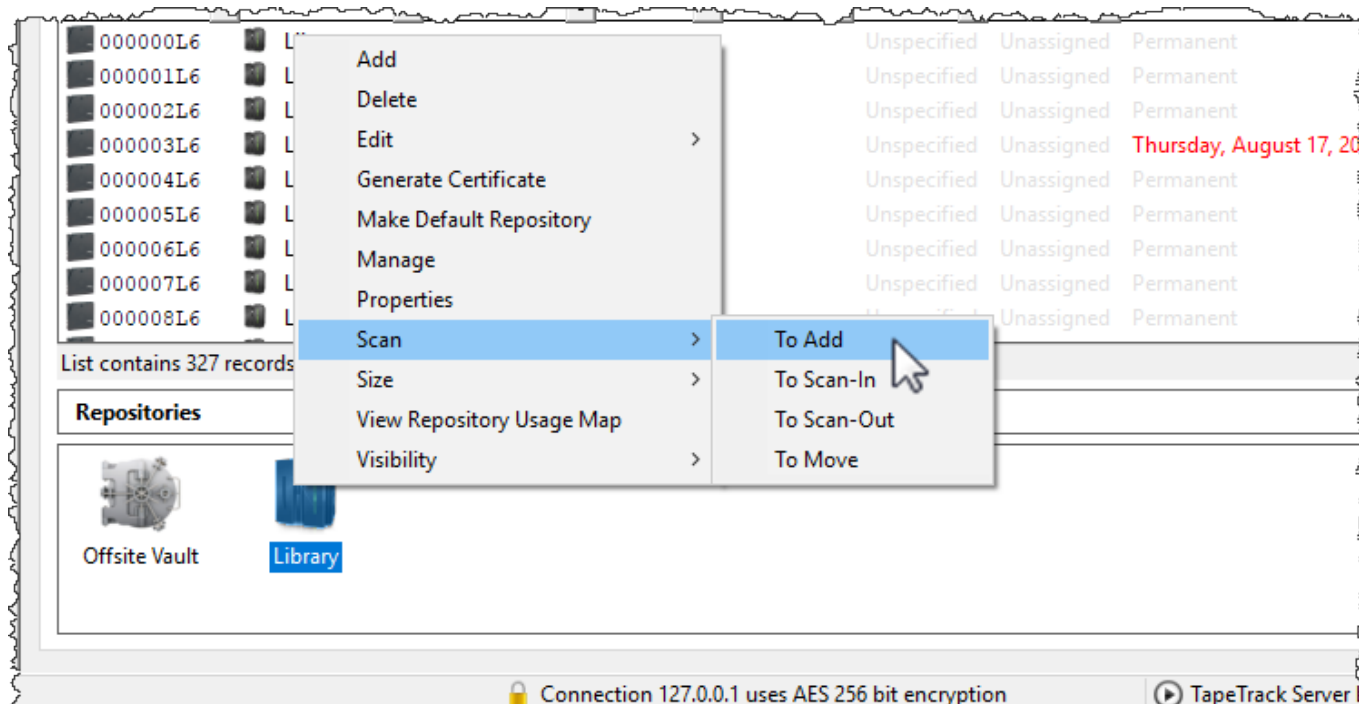 000000L6 Unspecified Unassigned Permanent
000001L6 L Unspecified Unassigned Permanent
000002L6 L Unspecified Unassigned Permanent
000003L6 L Unspecified Unassigned Thursday, August 17, 20
000004L6 L Unspecified Unassigned Permanent
000005L6 L Unspecified Unassigned Permanent
000006L6 L Unspecified Unassigned Permanent
000007L6 L Unspecified Unassigned Permanent
000008L6 L Unassigned Permanent
List contains 327 records
Add
Delete
Edit
Generate Certificate
Make Default Repository
Manage
Properties
Scan
Size
View Repository Usage Map
Visibility
To Add
To Scan-In
To Scan-Out
To Move
Repositories
Offsite Vault
Library
Connection 127.0.0.1 uses AES 256 bit encryption
TapeTrack Server